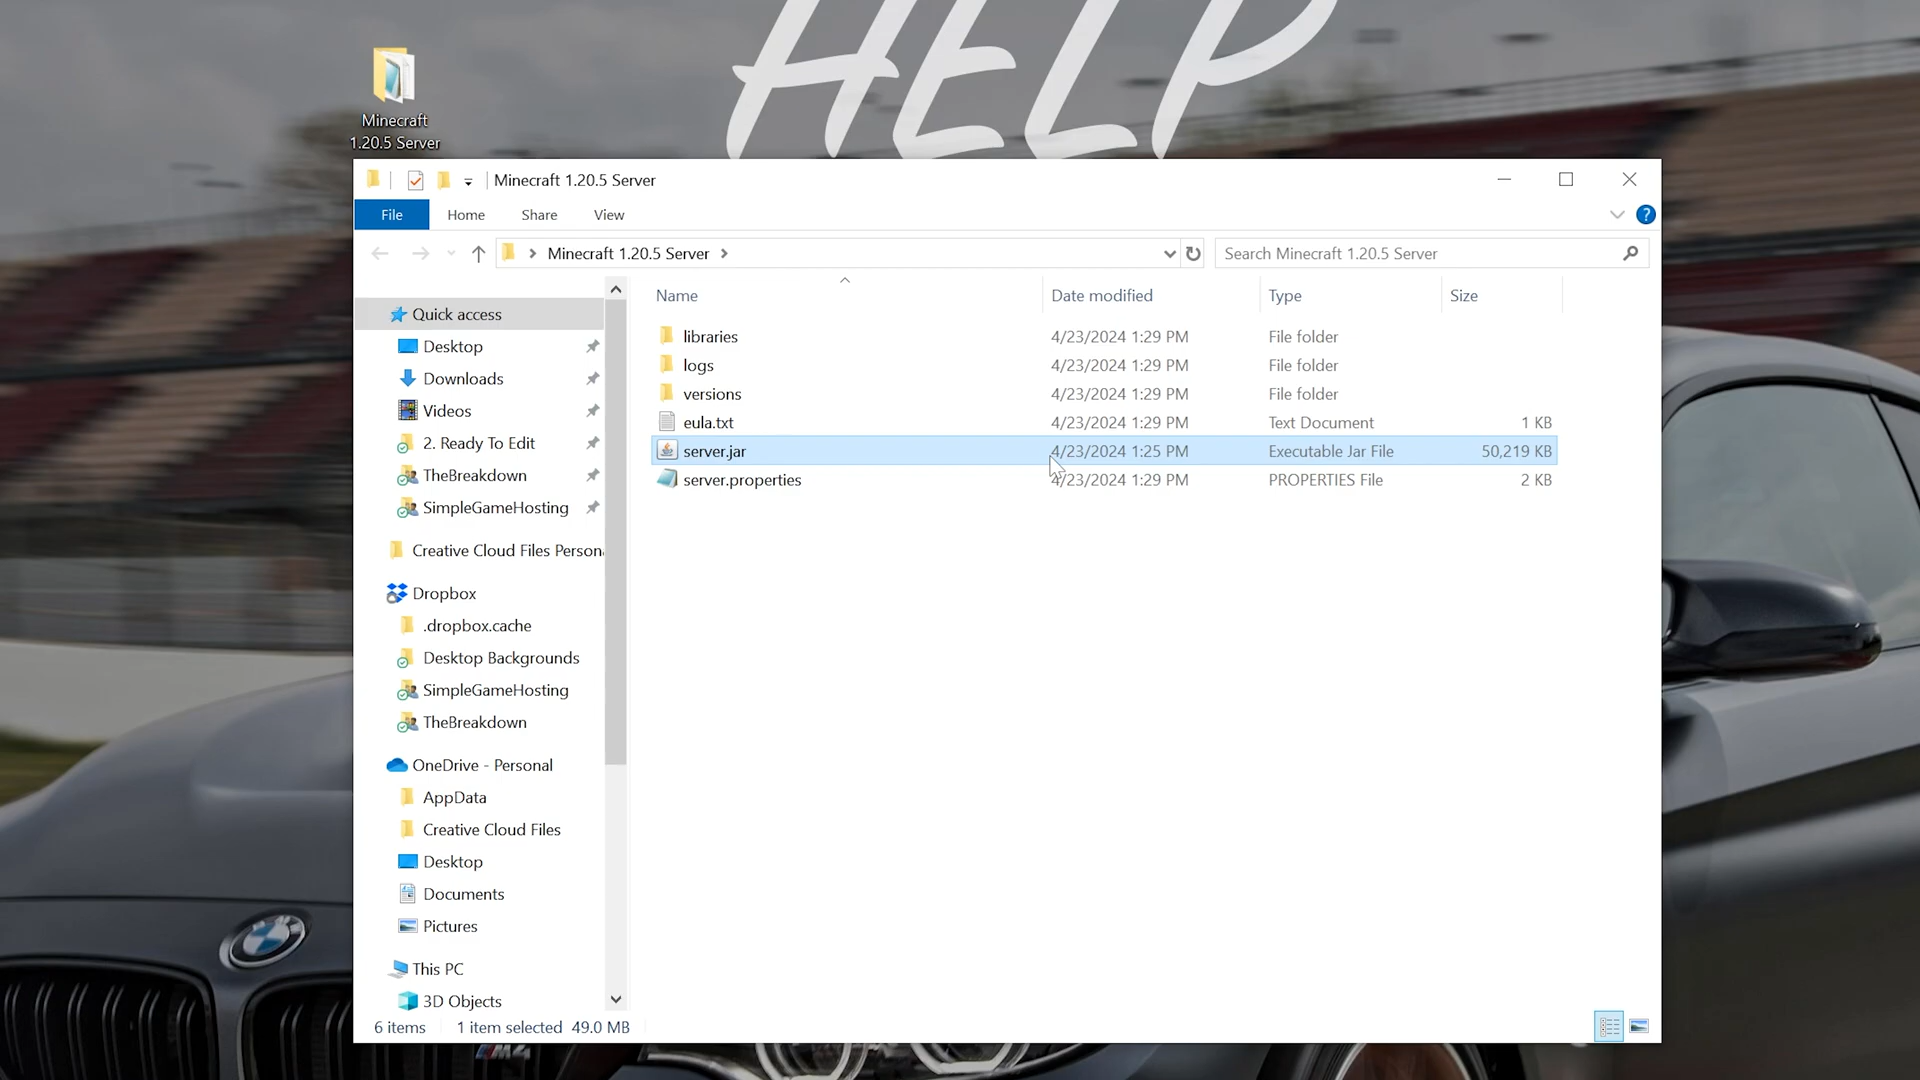 HELP
Minecraft
1.20.5 Server
Minecraft 1.20.5 Server
File Home Share View
?
Minecraft 1.20.5 Server
Search Minecraft 1.20.5 Server
Name Date modified Type Size
Quick access
Desktop
Downloads
Videos
2. Ready To Edit
TheBreakdown
SimpleGameHosting
Creative Cloud Files Person
Dropbox
.dropbox.cache
Desktop Backgrounds
SimpleGameHosting
TheBreakdown
OneDrive - Personal
AppData
Creative Cloud Files
Desktop
Documents
Pictures
This PC
3D Objects
libraries 4/23/2024 1:29 PM File folder
logs 4/23/2024 1:29 PM File folder
versions 4/23/2024 1:29 PM File folder
eula.txt 4/23/2024 1:29 PM Text Document 1 KB
server.jar 4/23/2024 1:25 PM Executable Jar File 50,219 KB
server.properties 4/23/2024 1:29 PM PROPERTIES File 2 KB
6 items 1 item selected 49.0 MB
M4